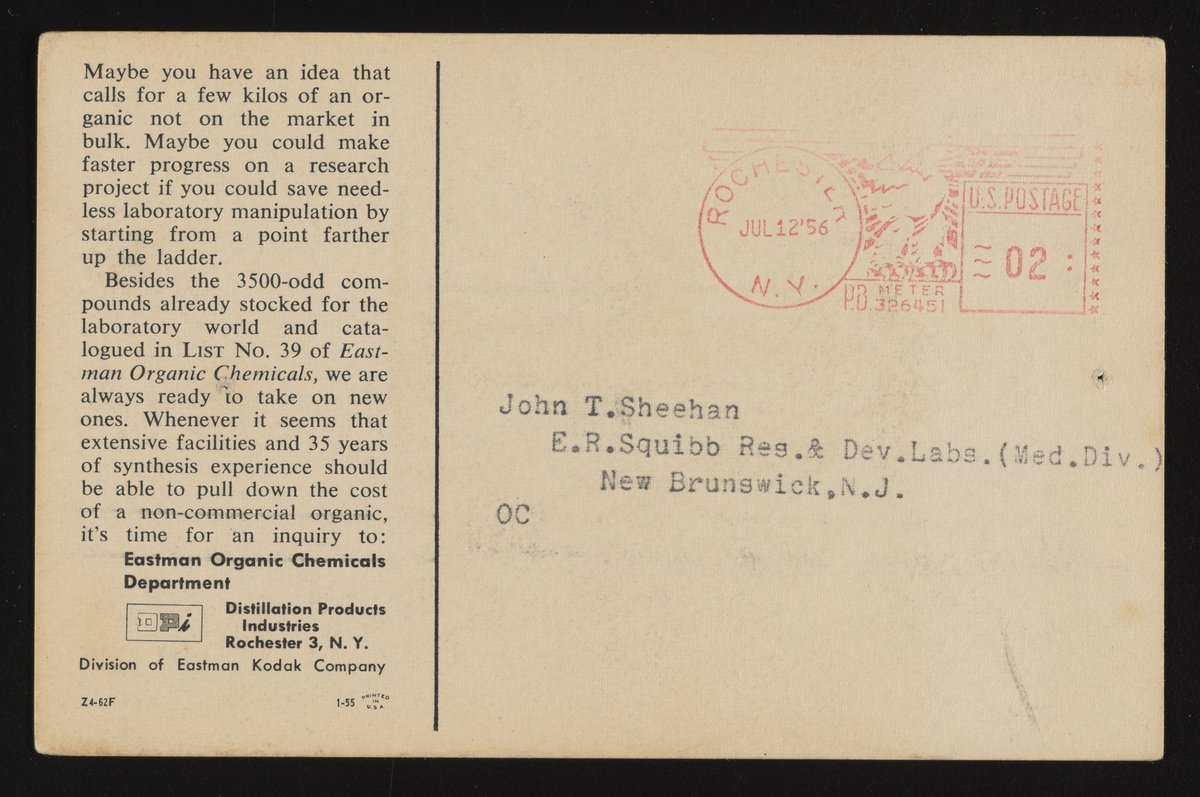 Maybe you have an idea that
calls for a few kilos of an or-
ganic not on the market in
bulk. Maybe you could make
faster progress on a research
project if you could save need-
less laboratory manipulation by
starting from a point farther
up the ladder.
Besides the 3500-odd com-
pounds already stocked for the
laboratory world and cata-
logued in LIST NO. 39 of East-
man Organic Chemicals, we are
always ready to take on new
ones. Whenever it seems that
extensive facilities and 35 years
of synthesis experience should
be able to pull down the cost
of a non-commercial organic,
it's time for an inquiry to:
Eastman Organic Chemicals
Department
DPi
Distillation Products
Industries
Rochester 3, N. Y.
Division of Eastman Kodak Company
Z4-62F
1-55
PRINTED
IN
U.S.A.
ROCHESTER
JUL 12 '56
N.Y.
P.B. METER
326451
U.S. POSTAGE
02
John T.Sheehan
E.R.Squibb Res.& Dev.Labs.(Med.Div.)
New Brunswick,N.J.
OC